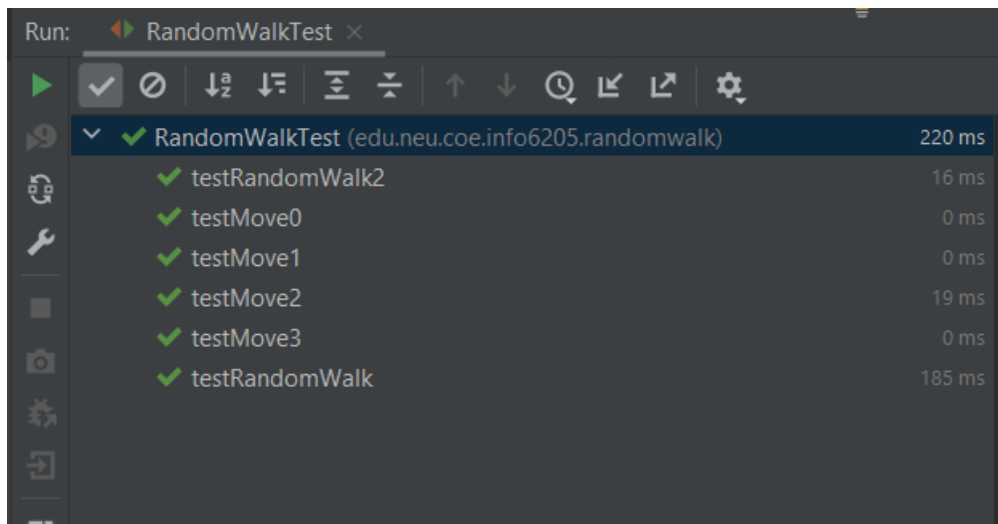 Run: RandomWalkTest
RandomWalkTest (edu.neu.coe.info6205.randomwalk) 220 ms
testRandomWalk2 16 ms
testMove0 0 ms
testMove1 0 ms
testMove2 19 ms
testMove3 0 ms
testRandomWalk 185 ms